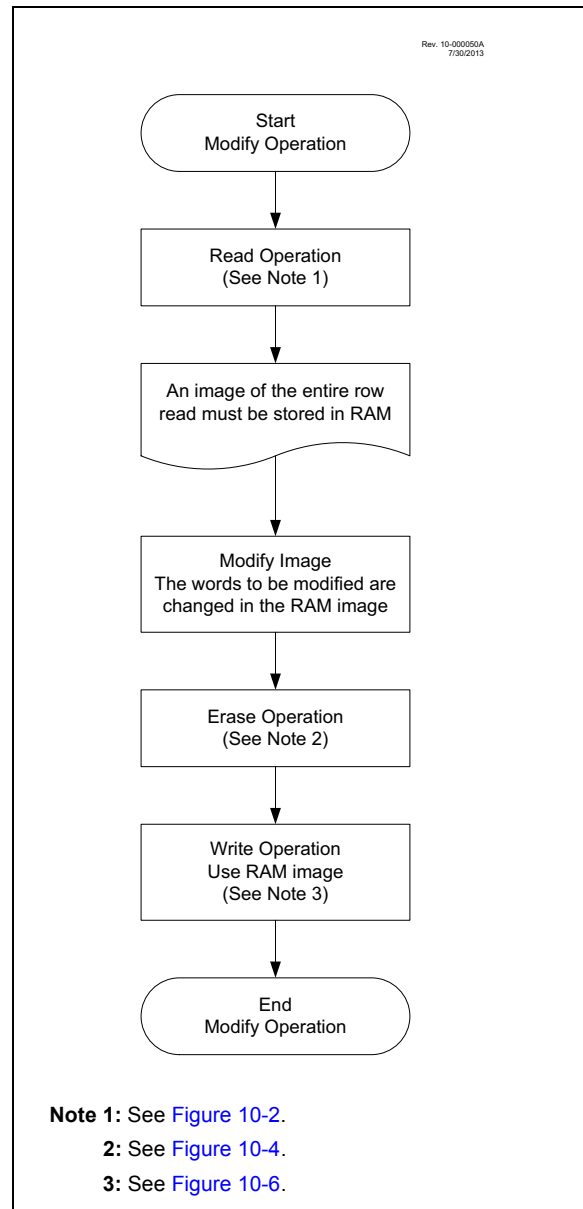 Rev. 10-000050A
7/30/2013
Start
Modify Operation
Read Operation
(See Note 1)
An image of the entire row
read must be stored in RAM
Modify Image
The words to be modified are
changed in the RAM image
Erase Operation
(See Note 2)
Write Operation
Use RAM image
(See Note 3)
End
Modify Operation
Note 1: See Figure 10-2.
2: See Figure 10-4.
3: See Figure 10-6.